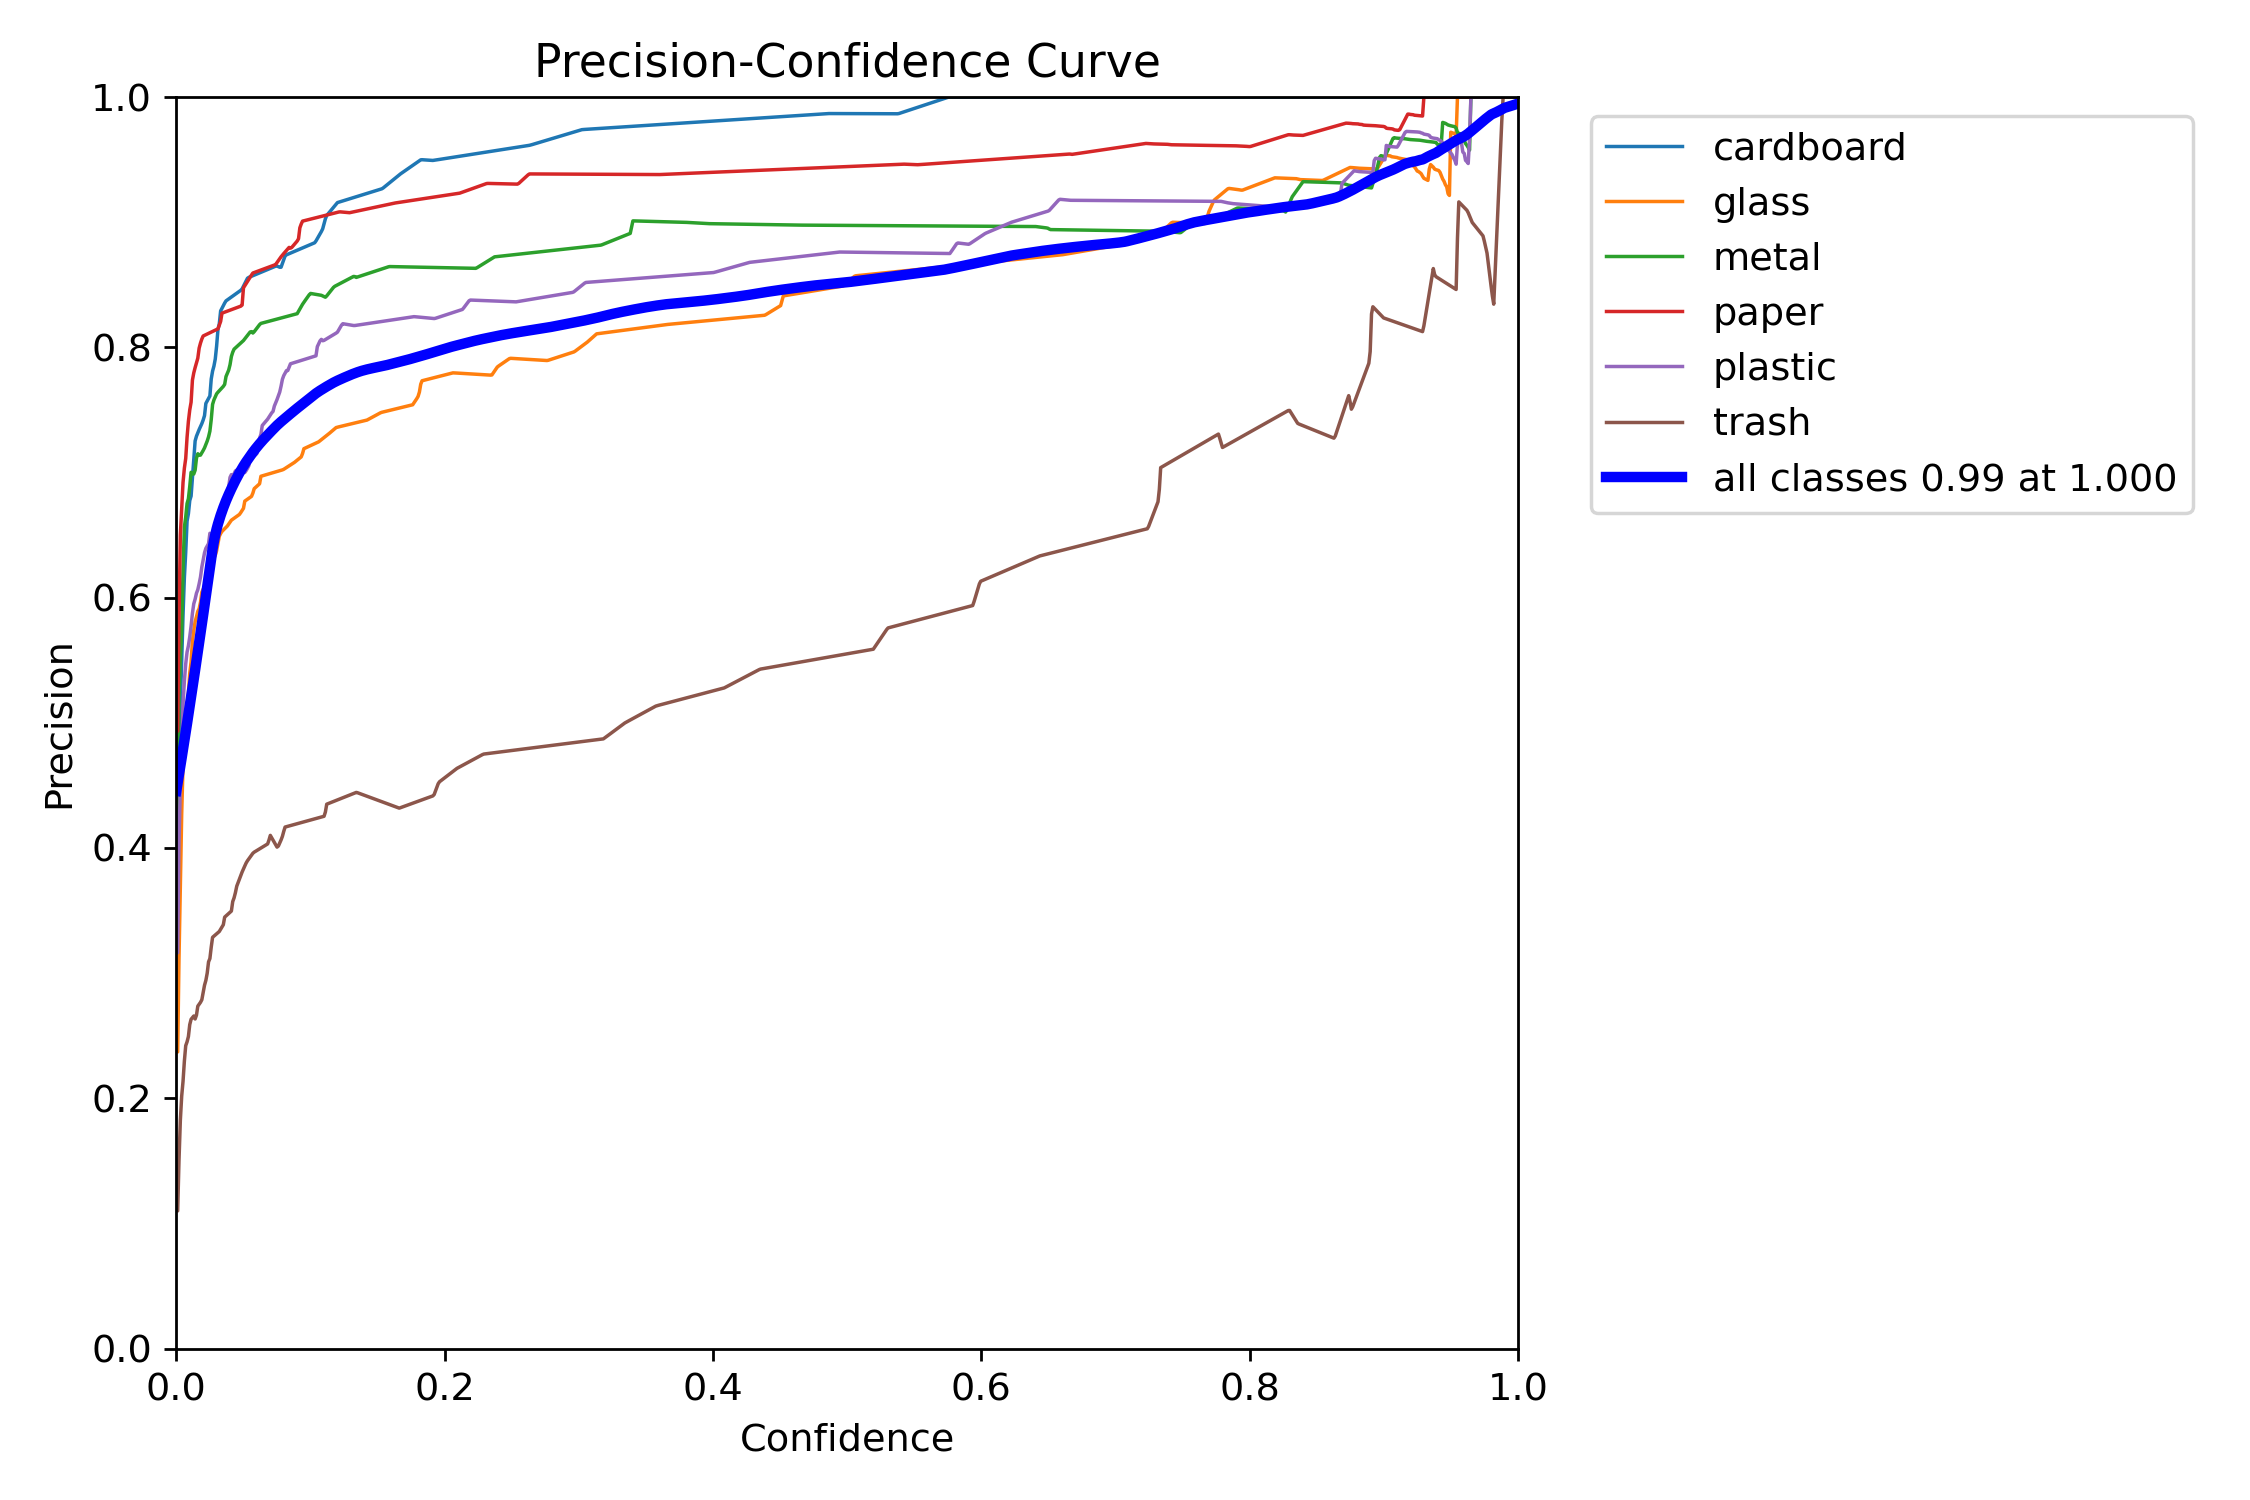 Precision-Confidence Curve
1.0
0.8
0.6
0.4
0.2
0.0
Precision
0.0 0.2 0.4 0.6 0.8 1.0
Confidence
cardboard
glass
metal
paper
plastic
trash
all classes 0.99 at 1.000